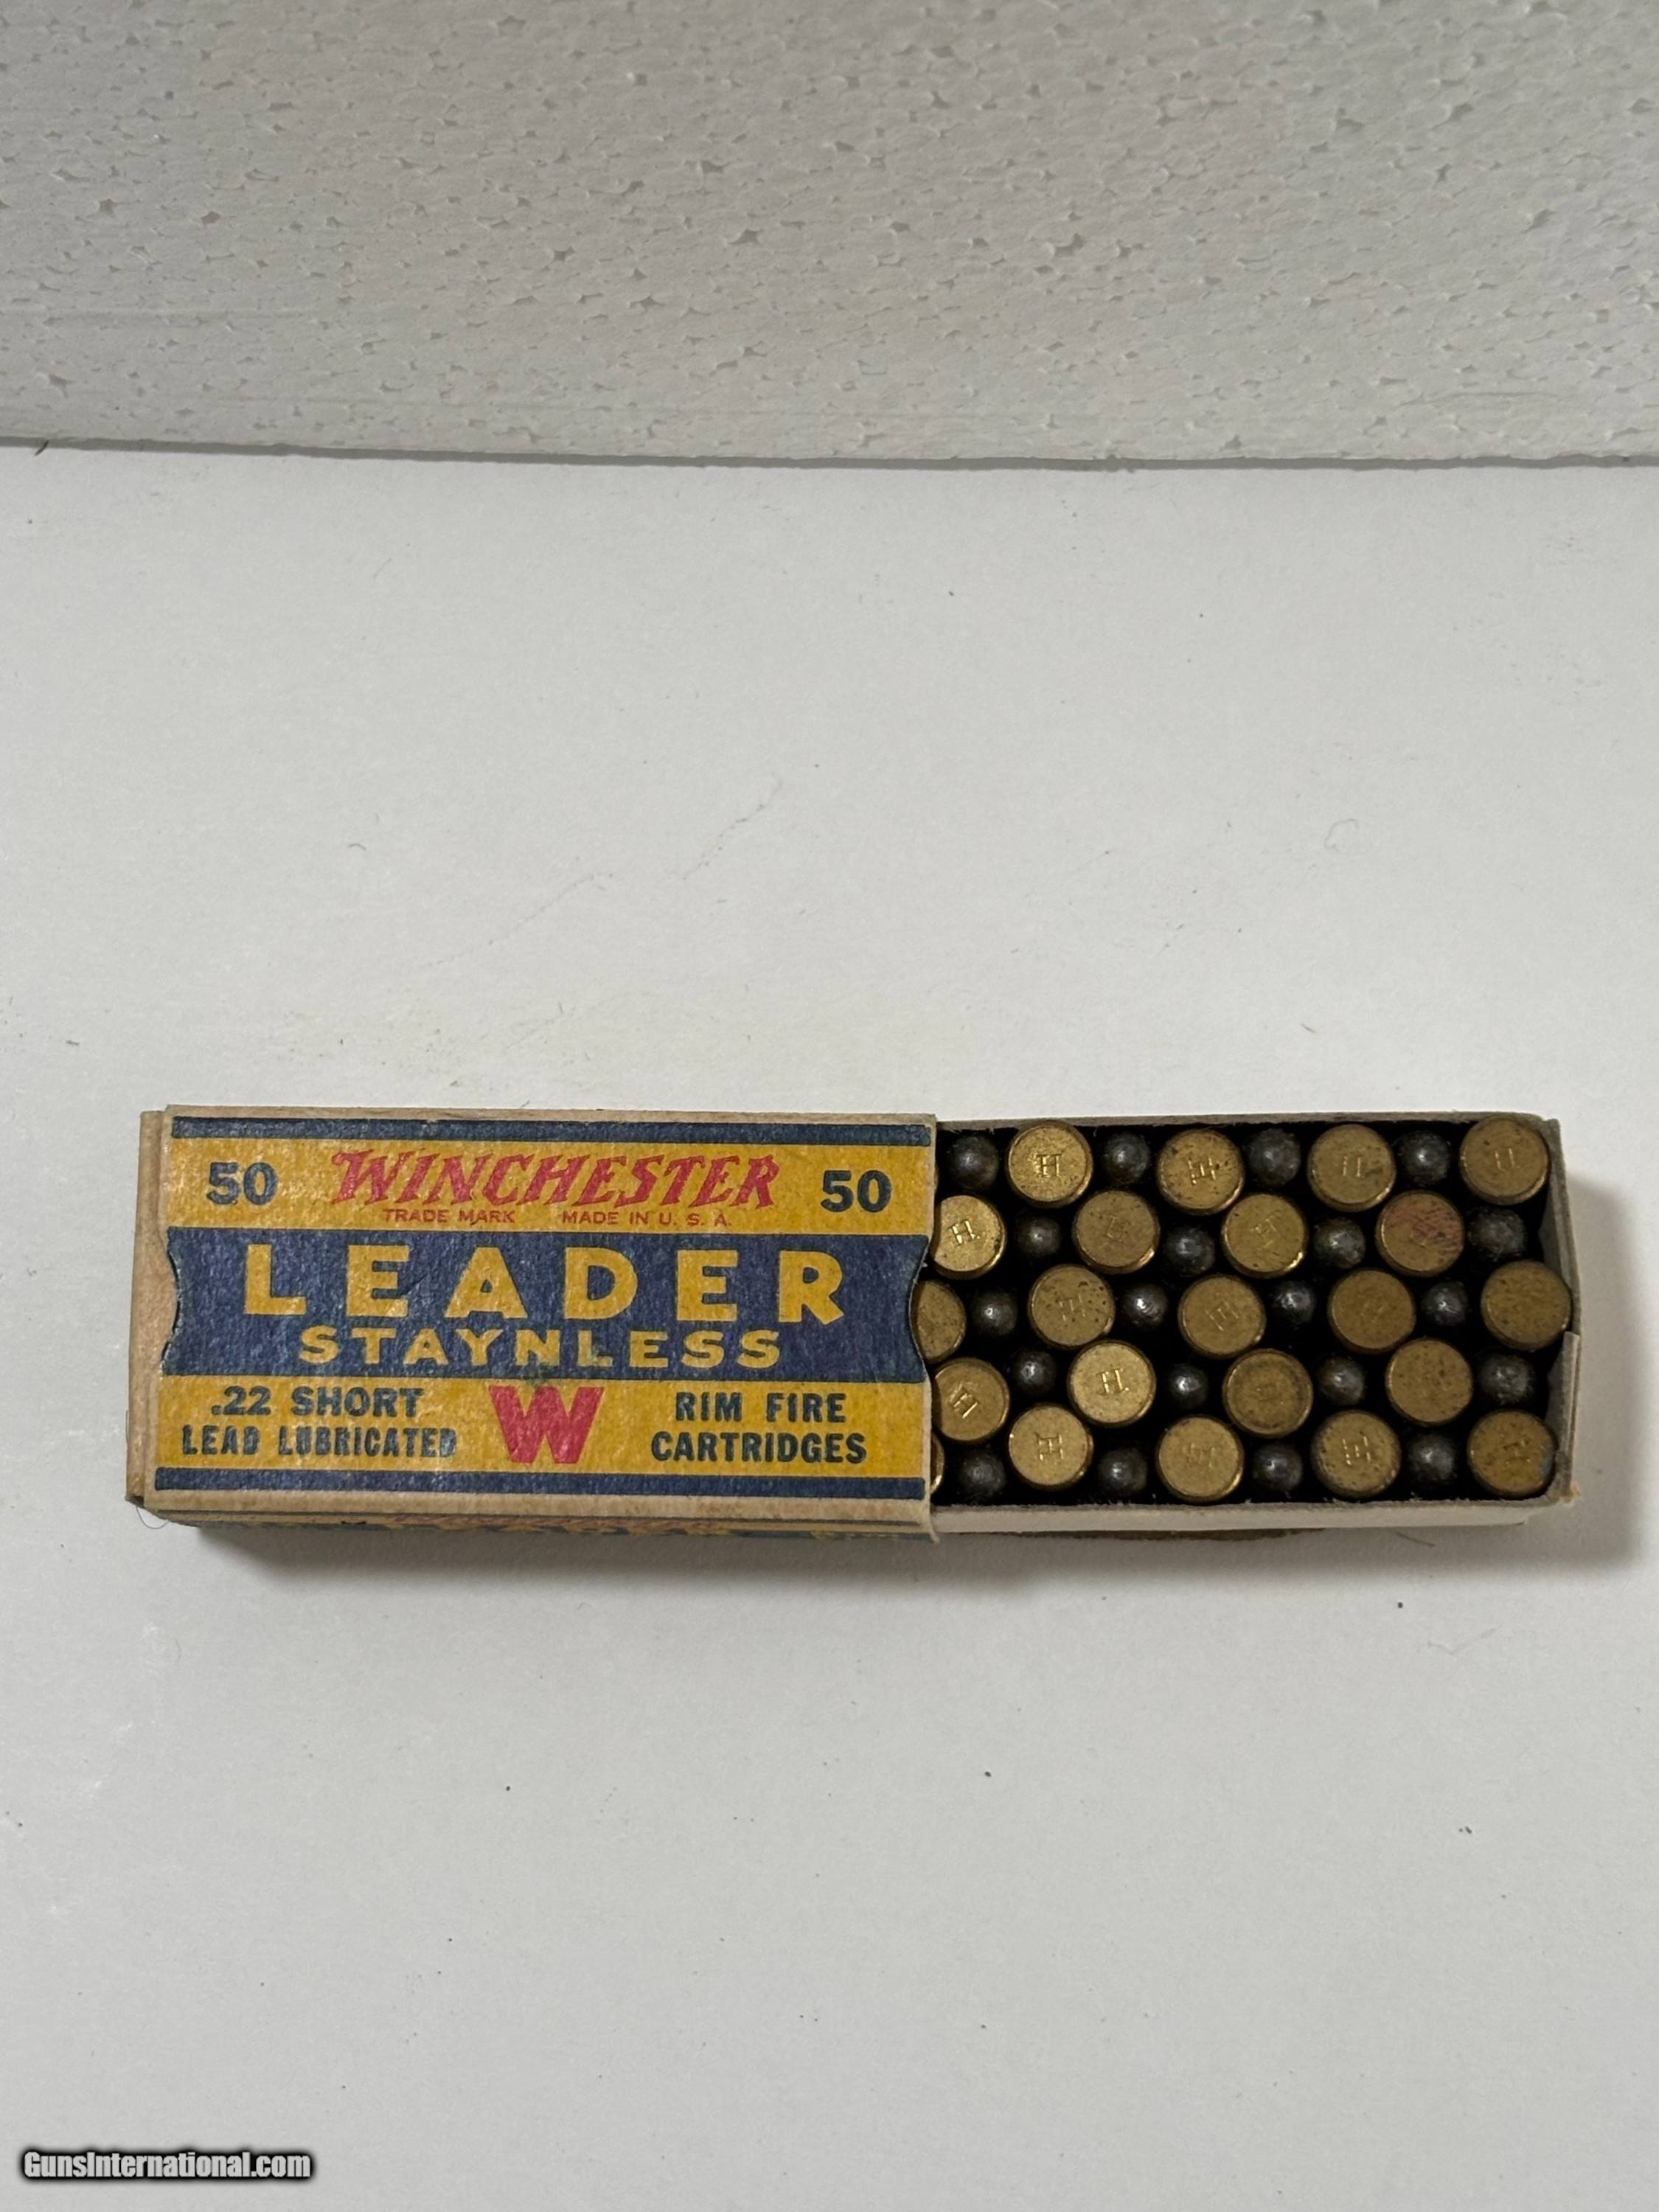 50 WINCHESTER 50
TRADE MARK MADE IN U. S. A.
LEADER
STAYNLESS
.22 SHORT W RIM FIRE
LEAD LUBRICATED CARTRIDGES
H H H H
H H
H H H
H H
H H H H
GunsInternational.com